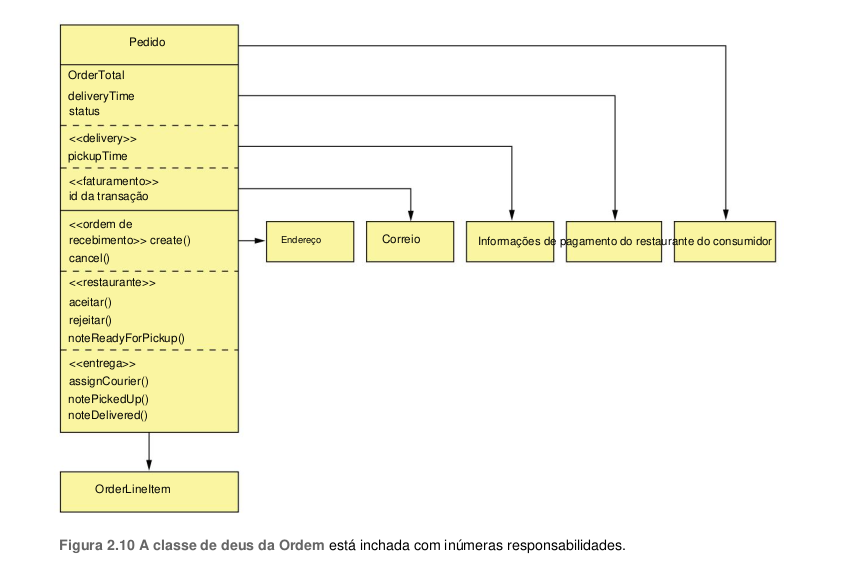 Pedido
OrderTotal
deliveryTime
status
<<delivery>>
pickupTime
<<faturamento>>
id da transação
<<ordem de
recebimento>> create()
cancel()
<<restaurante>>
aceitar()
rejeitar()
noteReadyForPickup()
<<entrega>>
assignCourier()
notePickedUp()
noteDelivered()
Endereço
Correio
Informações de pagamento do restaurante do consumidor
OrderLineItem
Figura 2.10 A classe de deus da Ordem está inchada com inúmeras responsabilidades.